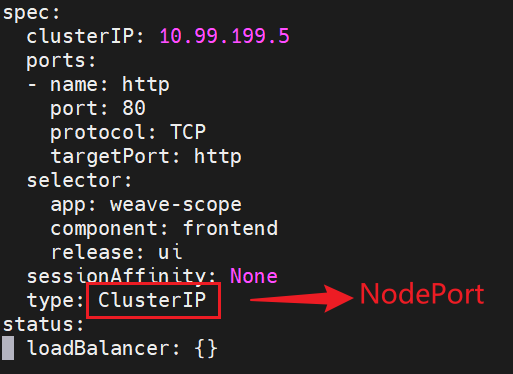 spec:
  clusterIP: 10.99.199.5
  ports:
  - name: http
    port: 80
    protocol: TCP
    targetPort: http
  selector:
    app: weave-scope
    component: frontend
    release: ui
  sessionAffinity: None
  type: ClusterIP NodePort
status:
  loadBalancer: {}